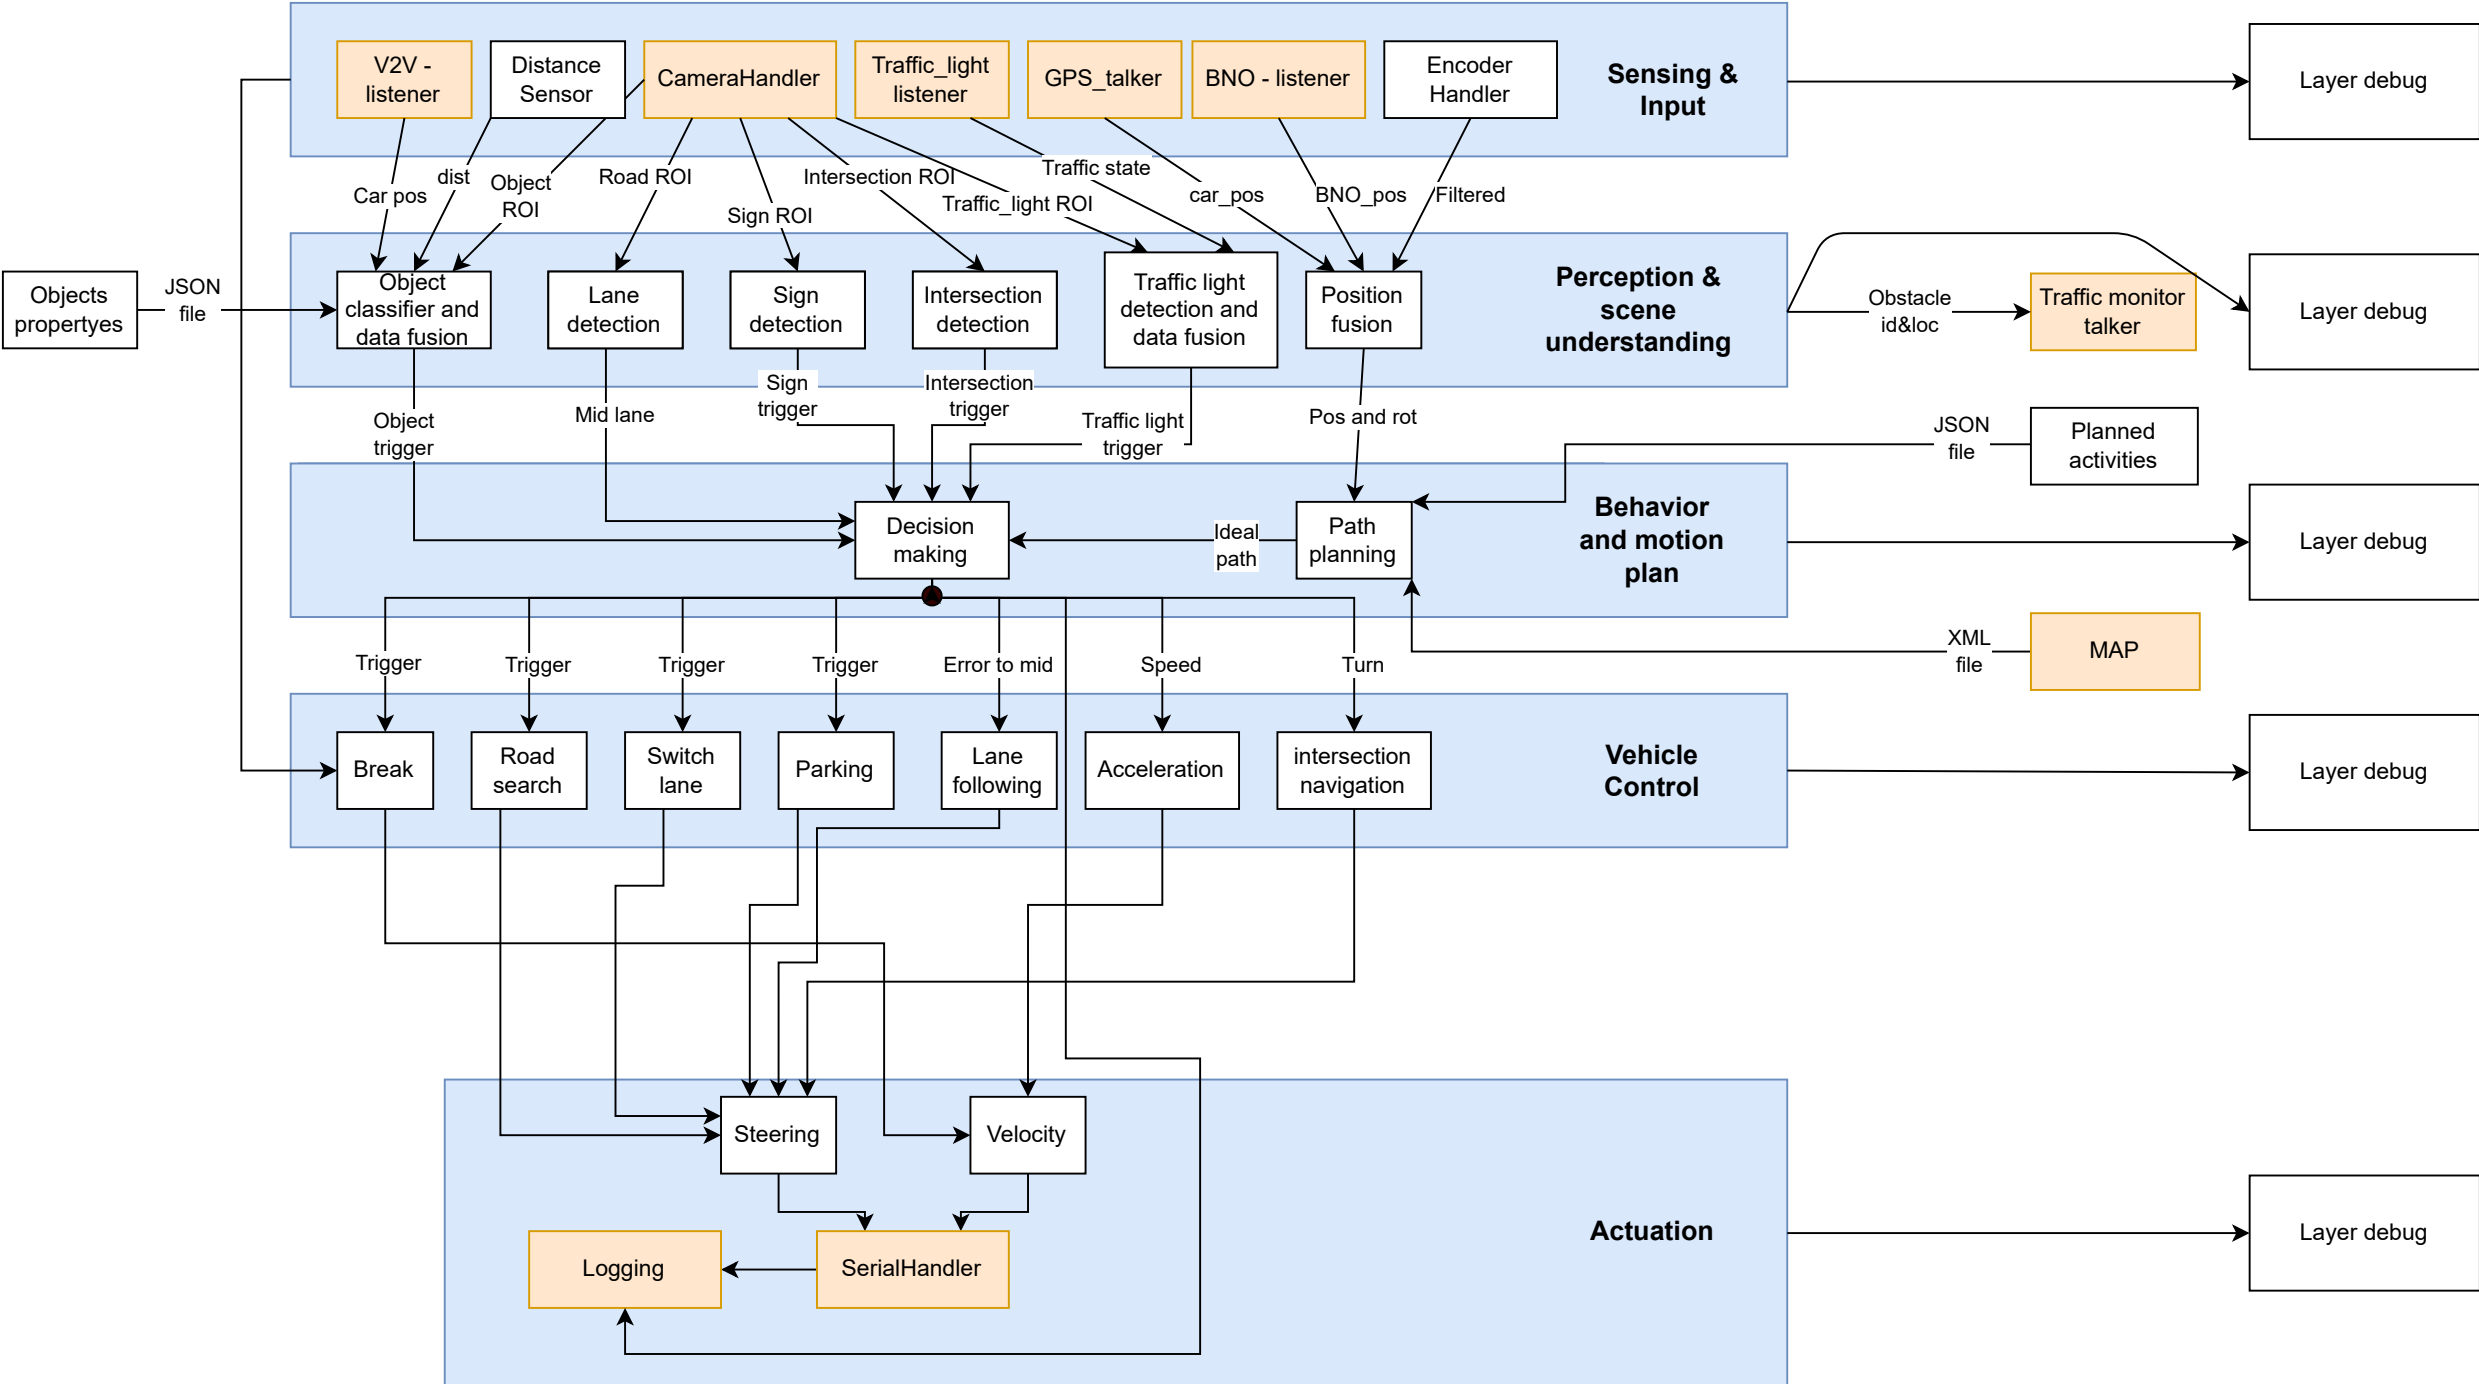 V2V -
listener
Distance
Sensor
CameraHandler
Traffic_light
listener
GPS_talker
BNO - listener
Encoder
Handler
Sensing &
Input
Layer debug
Car pos
dist
Object
ROI
Road ROI
Sign ROI
Intersection ROI
Traffic_light ROI
Traffic state
car_pos
BNO_pos
Filtered
Objects
propertyes
JSON
file
Object
classifier and
data fusion
Lane
detection
Sign
detection
Intersection
detection
Traffic light
detection and
data fusion
Position
fusion
Perception &
scene
understanding
Obstacle
id&loc
Traffic monitor
talker
Layer debug
Object
trigger
Mid lane
Sign
trigger
Intersection
trigger
Traffic light
trigger
Pos and rot
JSON
file
Planned
activities
Decision
making
Ideal
path
Path
planning
Behavior
and motion
plan
Layer debug
Trigger
Trigger
Trigger
Trigger
Error to mid
Speed
Turn
XML
file
MAP
Break
Road
search
Switch
lane
Parking
Lane
following
Acceleration
intersection
navigation
Vehicle
Control
Layer debug
Steering
Velocity
Logging
SerialHandler
Actuation
Layer debug